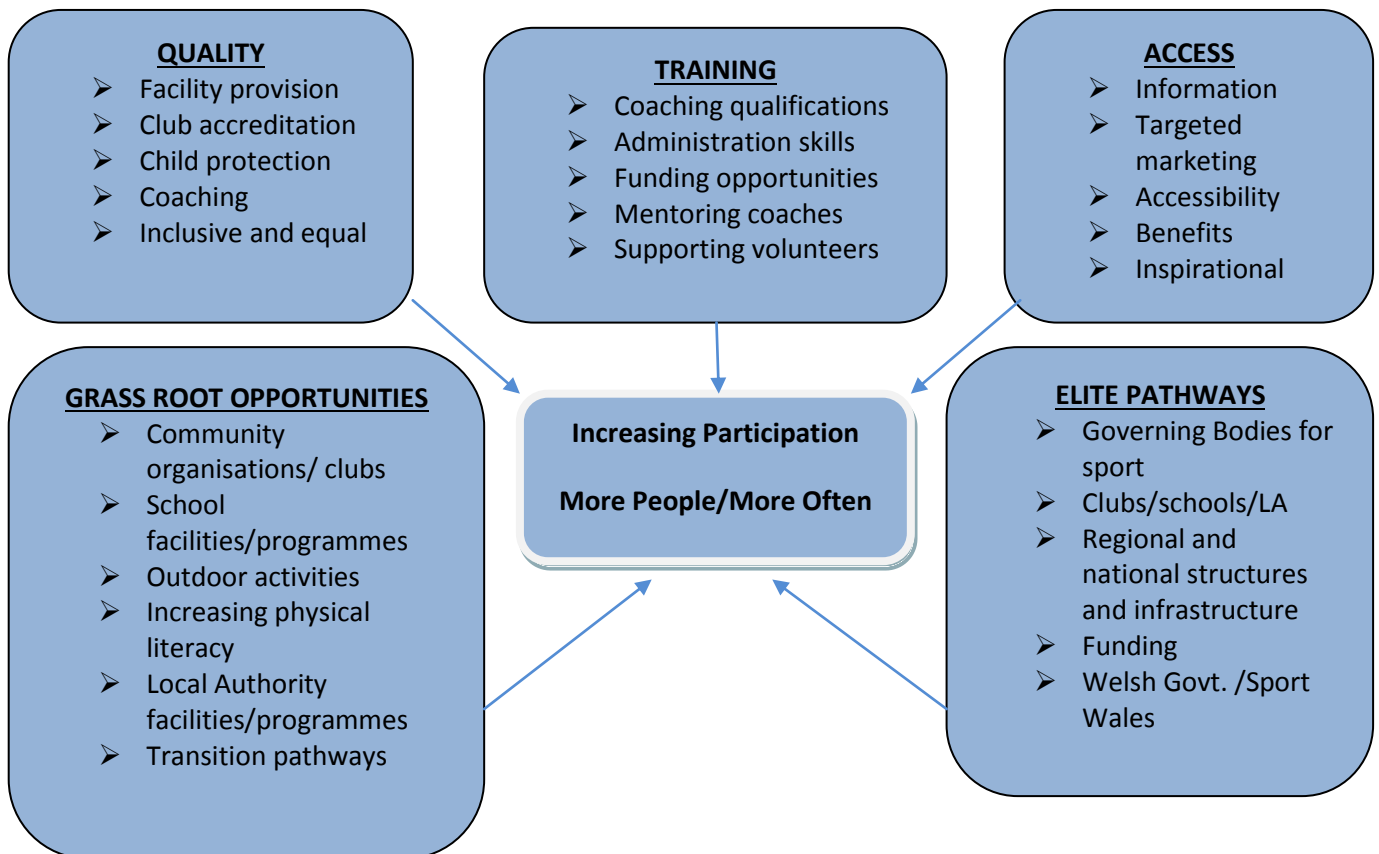 QUALITY
➢ Facility provision
➢ Club accreditation
➢ Child protection
➢ Coaching
➢ Inclusive and equal
TRAINING
➢ Coaching qualifications
➢ Administration skills
➢ Funding opportunities
➢ Mentoring coaches
➢ Supporting volunteers
ACCESS
➢ Information
➢ Targeted
marketing
➢ Accessibility
➢ Benefits
➢ Inspirational
GRASS ROOT OPPORTUNITIES
➢ Community
organisations/ clubs
➢ School
facilities/programmes
➢ Outdoor activities
➢ Increasing physical
literacy
➢ Local Authority
facilities/programmes
➢ Transition pathways
Increasing Participation
More People/More Often
ELITE PATHWAYS
➢ Governing Bodies for
sport
➢ Clubs/schools/LA
➢ Regional and
national structures
and infrastructure
➢ Funding
➢ Welsh Govt. /Sport
Wales